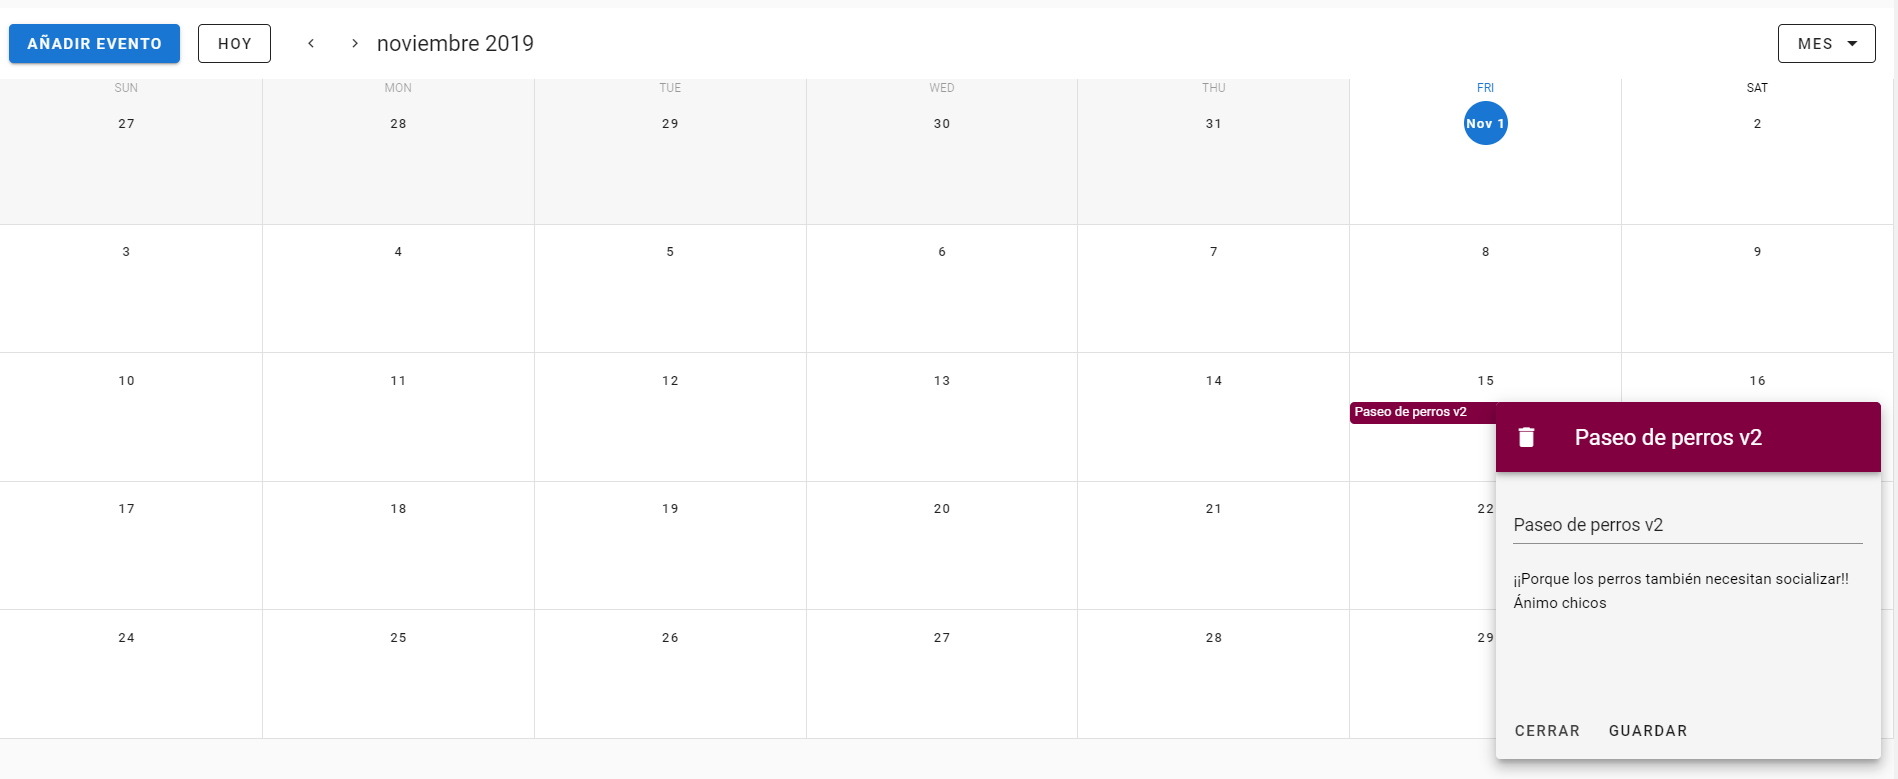 AÑADIR EVENTO HOY noviembre 2019 MES
SUN MON TUE WED THU FRI SAT
27 28 29 30 31 Nov 1 2
3 4 5 6 7 8 9
10 11 12 13 14 15 16
Paseo de perros v2
Paseo de perros v2
17 18 19 20 21 22
Paseo de perros v2
¡¡Porque los perros también necesitan socializar!!
Ánimo chicos
24 25 26 27 28 29
CERRAR GUARDAR